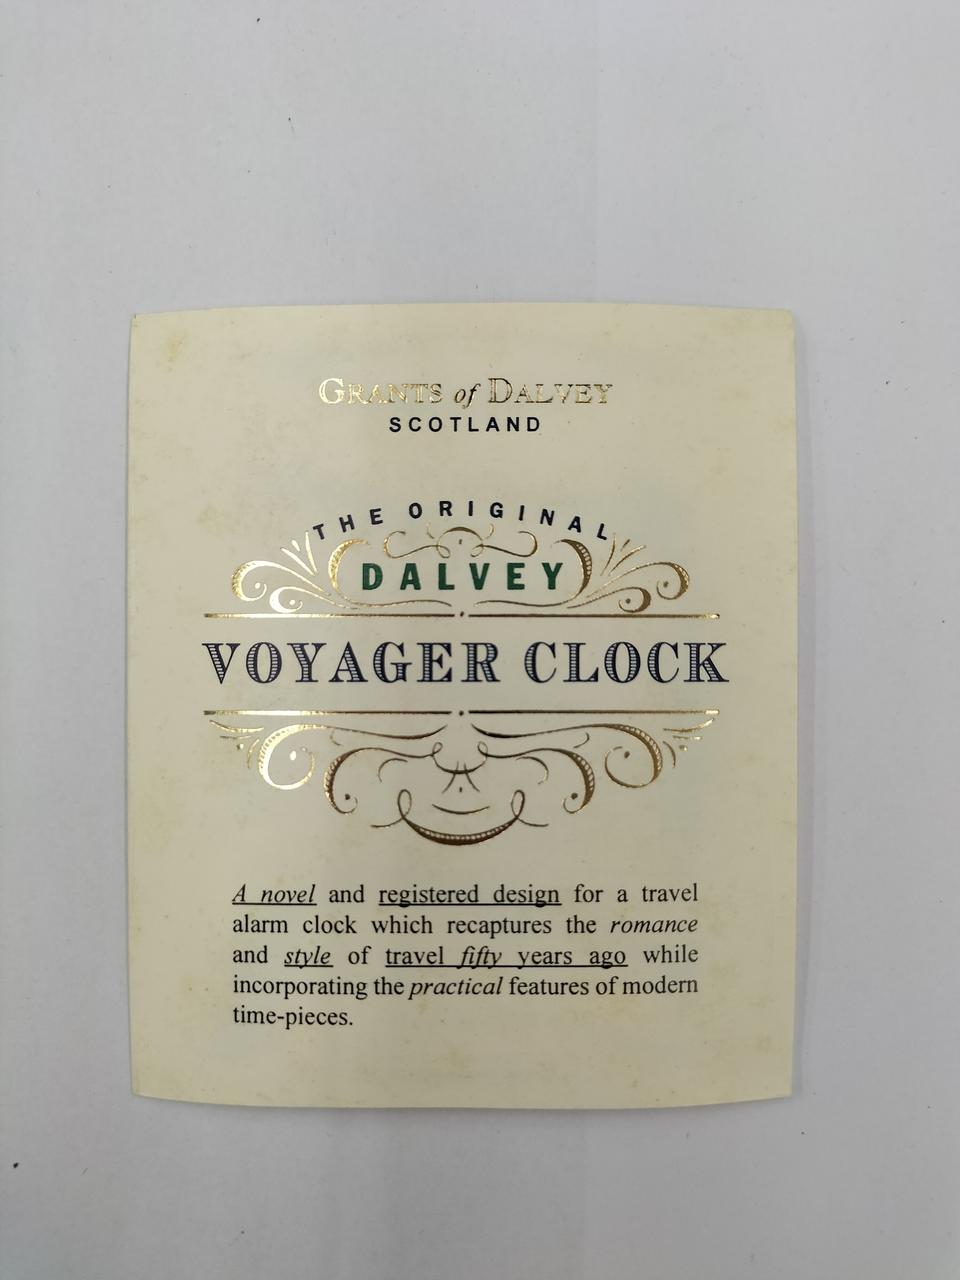 GRANTS of DALVEY
SCOTLAND
THE ORIGINAL
DALVEY
VOYAGER CLOCK
A novel and registered design for a travel
alarm clock which recaptures the romance
and style of travel fifty years ago while
incorporating the practical features of modern
time-pieces.